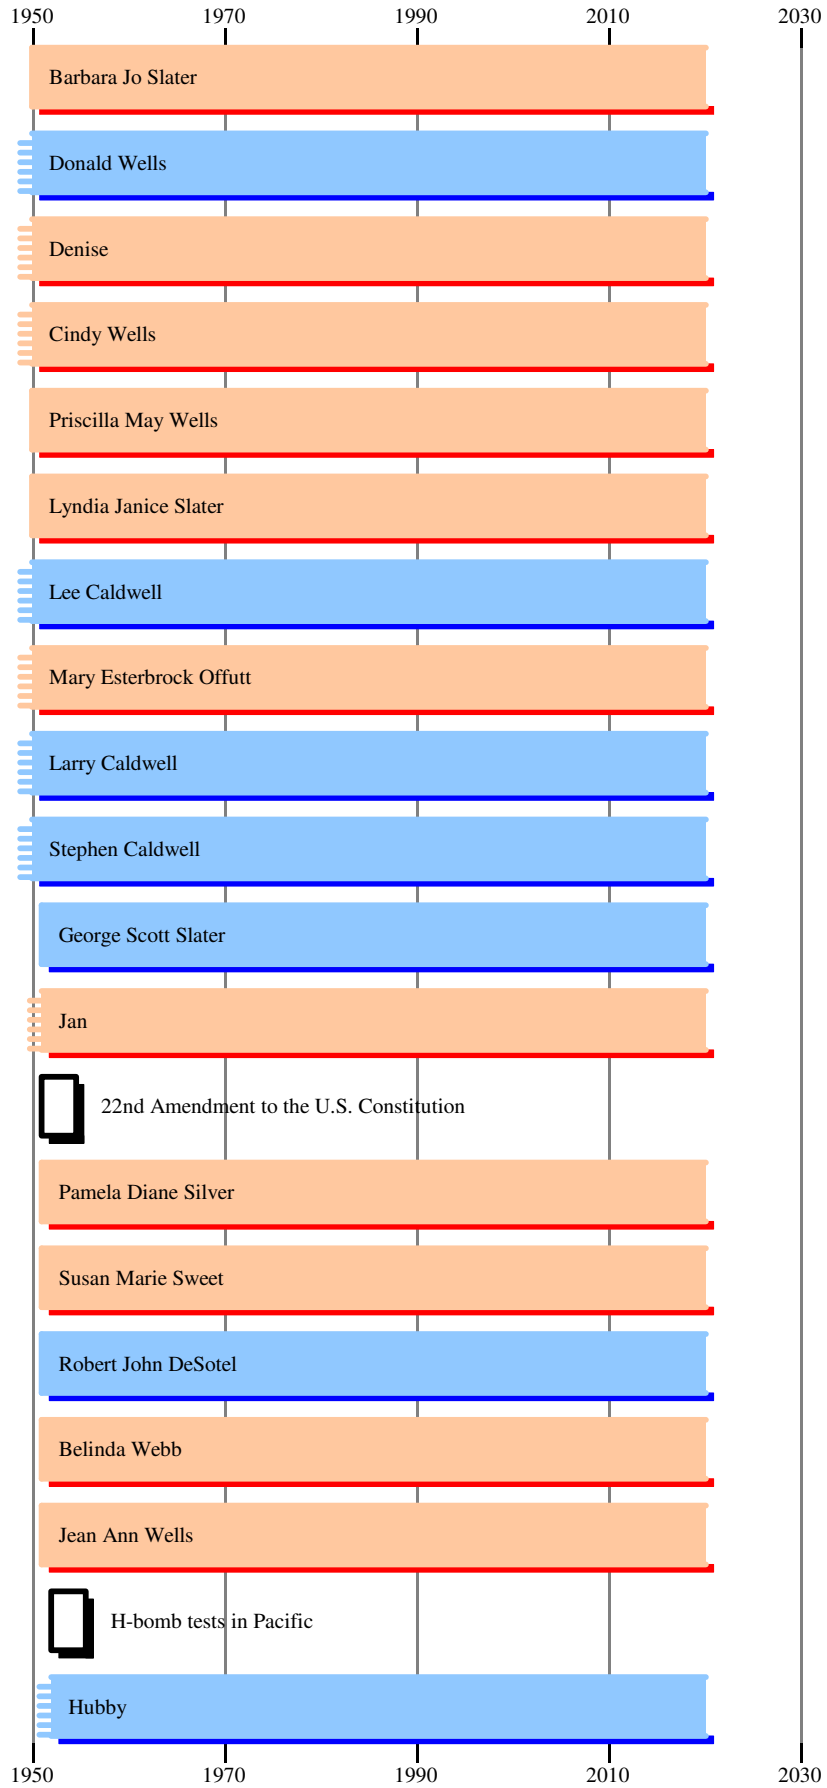 1950 1970 1990 2010 2030
Barbara Jo Slater
Donald Wells
Denise
Cindy Wells
Priscilla May Wells
Lyndia Janice Slater
Lee Caldwell
Mary Esterbrock Offutt
Larry Caldwell
Stephen Caldwell
George Scott Slater
Jan
22nd Amendment to the U.S. Constitution
Pamela Diane Silver
Susan Marie Sweet
Robert John DeSotel
Belinda Webb
Jean Ann Wells
H-bomb tests in Pacific
Hubby
1950 1970 1990 2010 2030